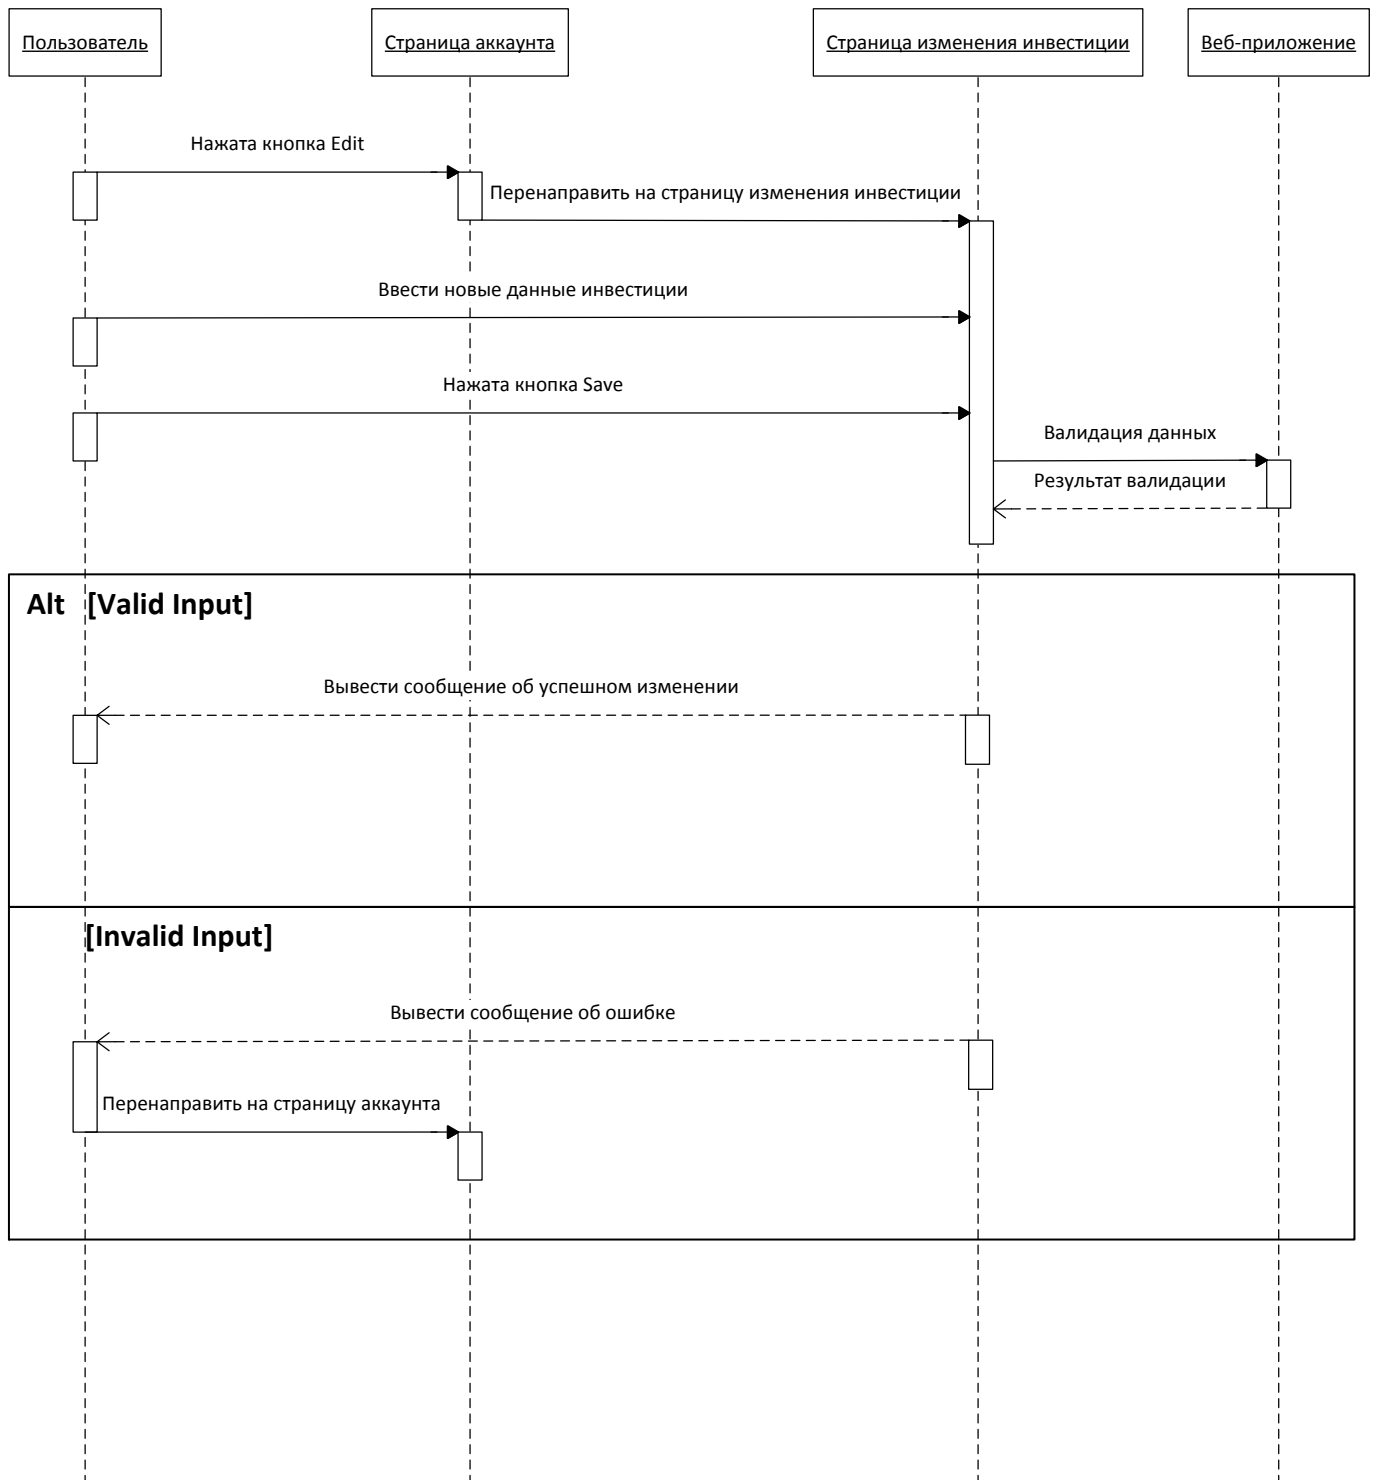 Пользователь
Страница аккаунта
Страница изменения инвестиции
Веб-приложение
Нажата кнопка Edit
Перенаправить на страницу изменения инвестиции
Ввести новые данные инвестиции
Нажата кнопка Save
Валидация данных
Результат валидации
Alt [Valid Input]
Вывести сообщение об успешном изменении
[Invalid Input]
Вывести сообщение об ошибке
Перенаправить на страницу аккаунта